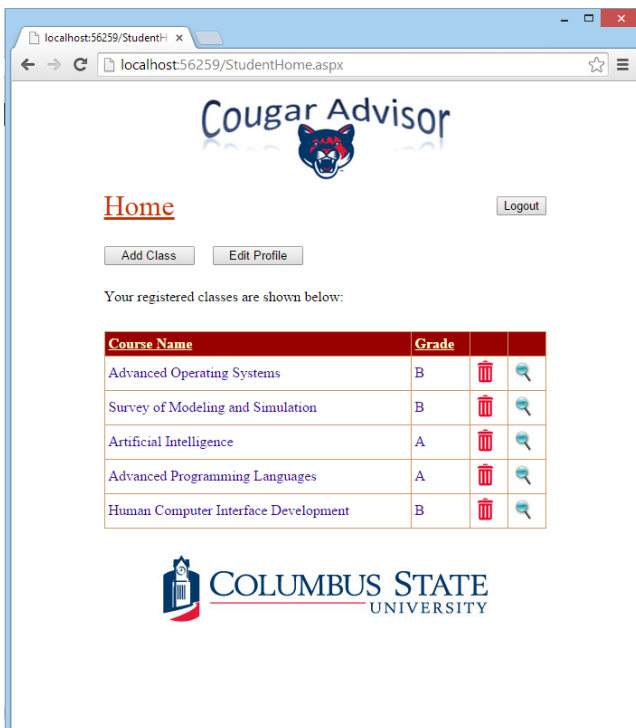 localhost:56259/StudentH
localhost:56259/StudentHome.aspx
Cougar Advisor
Home
Logout
Add Class Edit Profile
Your registered classes are shown below:
Course Name Grade
Advanced Operating Systems B
Survey of Modeling and Simulation B
Artificial Intelligence A
Advanced Programming Languages A
Human Computer Interface Development B
COLUMBUS STATE
UNIVERSITY